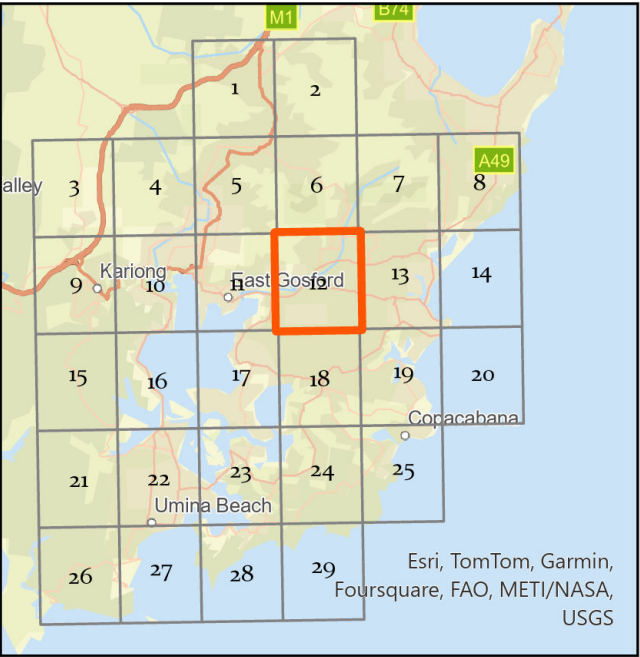 M1
B74
1
2
A49
alley
3
4
5
6
7
8
Kariong
East Gosford
9
10
11
12
13
14
15
16
17
18
19
20
Copacabana
21
22
23
24
25
Umina Beach
26
27
28
29
Esri, TomTom, Garmin,
Foursquare, FAO, METI/NASA,
USGS